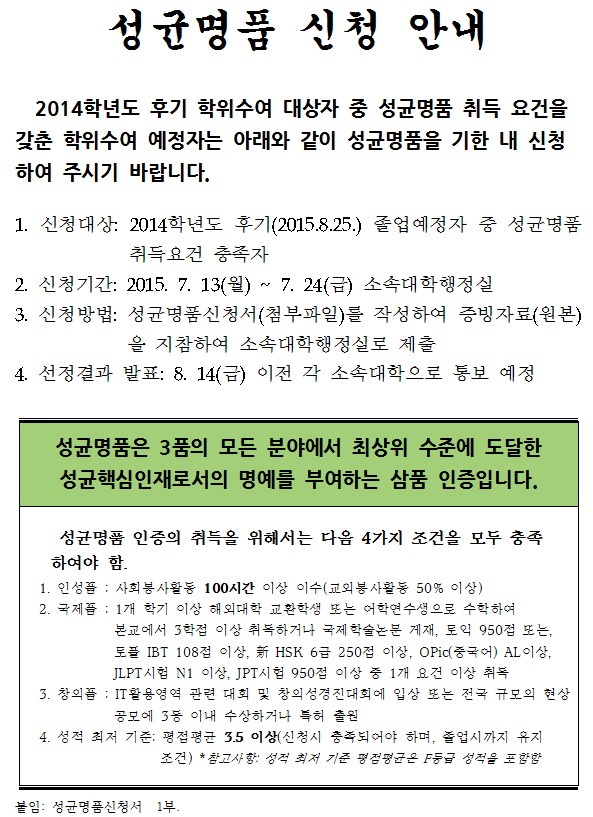 성균명품 신청 안내
2014학년도 후기 학위수여 대상자 중 성균명품 취득 요건을
갖춘 학위수여 예정자는 아래와 같이 성균명품을 기한 내 신청
하여 주시기 바랍니다.
1. 신청대상: 2014학년도 후기(2015.8.25.) 졸업예정자 중 성균명품
취득요건 충족자
2. 신청기간: 2015. 7. 13(월) ~ 7. 24(금) 소속대학행정실
3. 신청방법: 성균명품신청서(첨부파일)를 작성하여 증빙자료(원본)
을 지참하여 소속대학행정실로 제출
4. 선정결과 발표: 8. 14(금) 이전 각 소속대학으로 통보 예정
성균명품은 3품의 모든 분야에서 최상위 수준에 도달한
성균핵심인재로서의 명예를 부여하는 삼품 인증입니다.
성균명품 인증의 취득을 위해서는 다음 4가지 조건을 모두 충족
하여야 함.
1. 인성품 : 사회봉사활동 100시간 이상 이수(교외봉사활동 50% 이상)
2. 국제품 : 1개 학기 이상 해외대학 교환학생 또는 어학연수생으로 수학하여
본교에서 3학점 이상 취득하거나 국제학술논문 게재, 토익 950점 또는,
토플 IBT 108점 이상, 新 HSK 6급 250점 이상, OPic(중국어) AL이상,
JLPT시험 N1 이상, JPT시험 950점 이상 중 1개 요건 이상 취득
3. 창의품 : IT활용영역 관련 대회 및 창의성경진대회에 입상 또는 전국 규모의 현상
공모에 3등 이내 수상하거나 특허 출원
4. 성적 최저 기준: 평점평균 3.5 이상(신청시 충족되어야 하며, 졸업시까지 유지
조건) *참고사항: 성적 최저 기준 평점평균은 F등급 성적을 포함함
붙임: 성균명품신청서 1부.